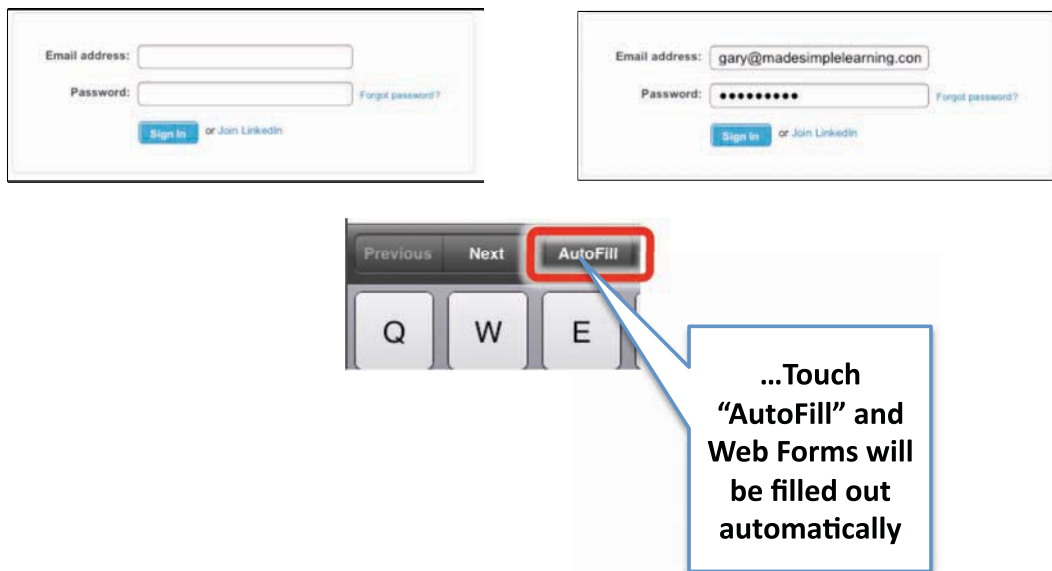 Email address:
Password:
Forgot password?
Sign In or Join LinkedIn
Email address: gary@madesimplelearning.con
Password: •••••••••
Forgot password?
Sign In or Join LinkedIn
Previous Next AutoFill
Q W E
...Touch
“AutoFill” and
Web Forms will
be filled out
automatically